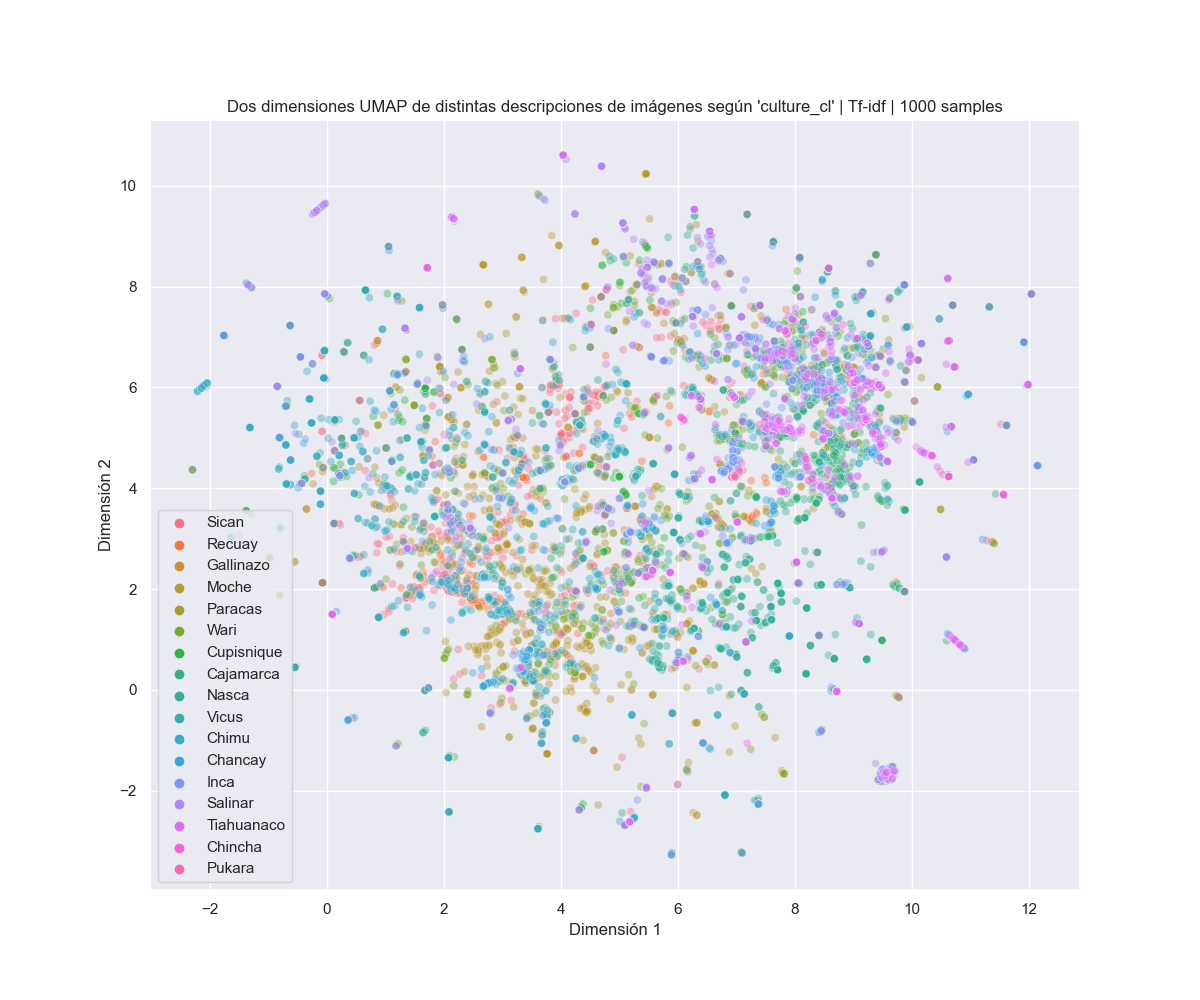 Dos dimensiones UMAP de distintas descripciones de imágenes según 'culture_cl' | Tf-idf | 1000 samples
10
8
6
4
2
0
−2
Dimensión 2
Sican
Recuay
Gallinazo
Moche
Paracas
Wari
Cupisnique
Cajamarca
Nasca
Vicus
Chimu
Chancay
Inca
Salinar
Tiahuanaco
Chincha
Pukara
−2 0 2 4 6 8 10 12
Dimensión 1